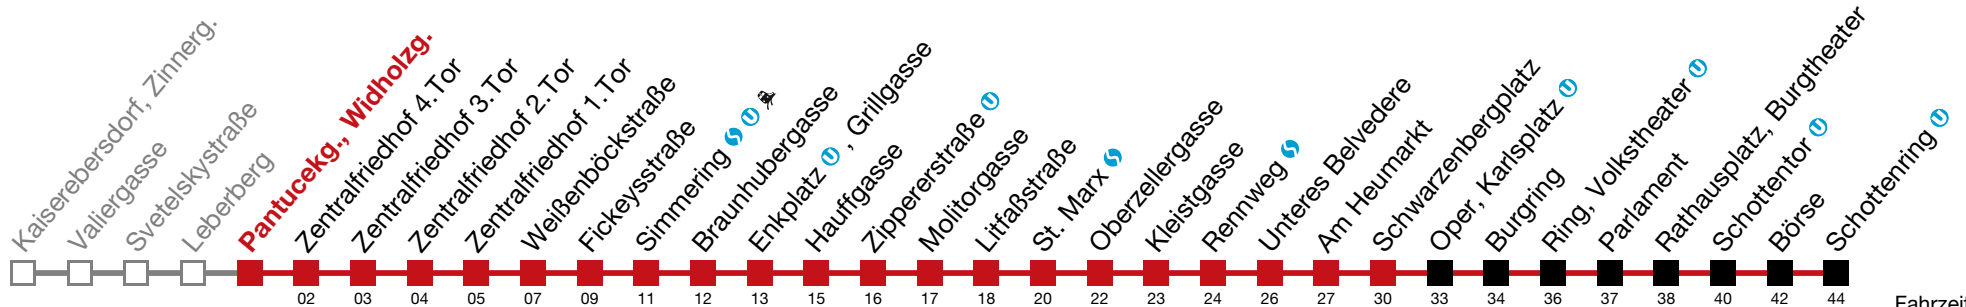 Kaiserebersdorf, Zinnerg.
Valiergasse
Svetelskystraße
Leberberg
Pantucekg., Widholzg.
Zentralfriedhof 4.Tor
Zentralfriedhof 3.Tor
Zentralfriedhof 2.Tor
Zentralfriedhof 1.Tor
Weißenböckstraße
Fickeysstraße
Simmering S U
Braunhubergasse
Enkplatz U , Grillgasse
Hauffgasse
Zippererstraße U
Molitorgasse
Litfaßstraße
St. Marx S
Oberzellergasse
Kleistgasse
Rennweg S
Unteres Belvedere
Am Heumarkt
Schwarzenbergplatz
Oper, Karlsplatz U
Burgring
Ring, Volkstheater U
Parlament
Rathausplatz, Burgtheater
Schottentor U
Börse
Schottenring U
02 03 04 05 07 09 11 12 13 15 16 17 18 20 22 23 24 26 27 30 33 34 36 37 38 40 42 44
Fahrzeit